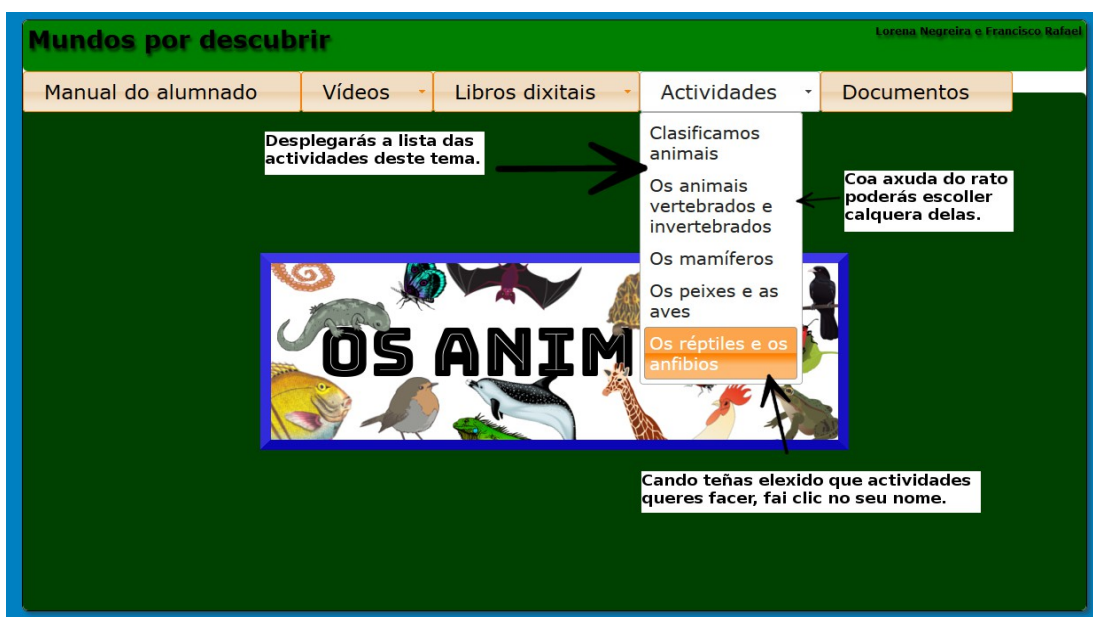 Mundos por descubrir
Lorena Negreira e Francisco Rafael
Manual do alumnado
Vídeos
Libros dixitais
Actividades
Documentos
Desplegarás a lista das
actividades deste tema.
Clasificamos
animais
Os animais
vertebrados e
invertebrados
Os mamíferos
Os peixes e as
aves
Os réptiles e os
anfibios
Coa axuda do rato
poderás escoller
calquera delas.
OS ANIM
Cando teñas elexido que actividades
queres facer, fai clic no seu nome.